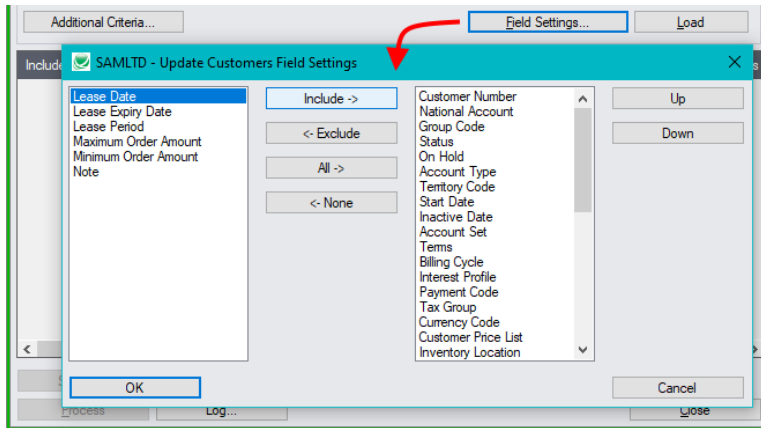 Additional Criteria...
Field Settings...
Load
Include
SAMLTD - Update Customers Field Settings
Lease Date
Lease Expiry Date
Lease Period
Maximum Order Amount
Minimum Order Amount
Note
Include ->
<- Exclude
All ->
<- None
Customer Number
National Account
Group Code
Status
On Hold
Account Type
Territory Code
Start Date
Inactive Date
Account Set
Terms
Billing Cycle
Interest Profile
Payment Code
Tax Group
Currency Code
Customer Price List
Inventory Location
Up
Down
OK
Cancel
Process
Log...
Close